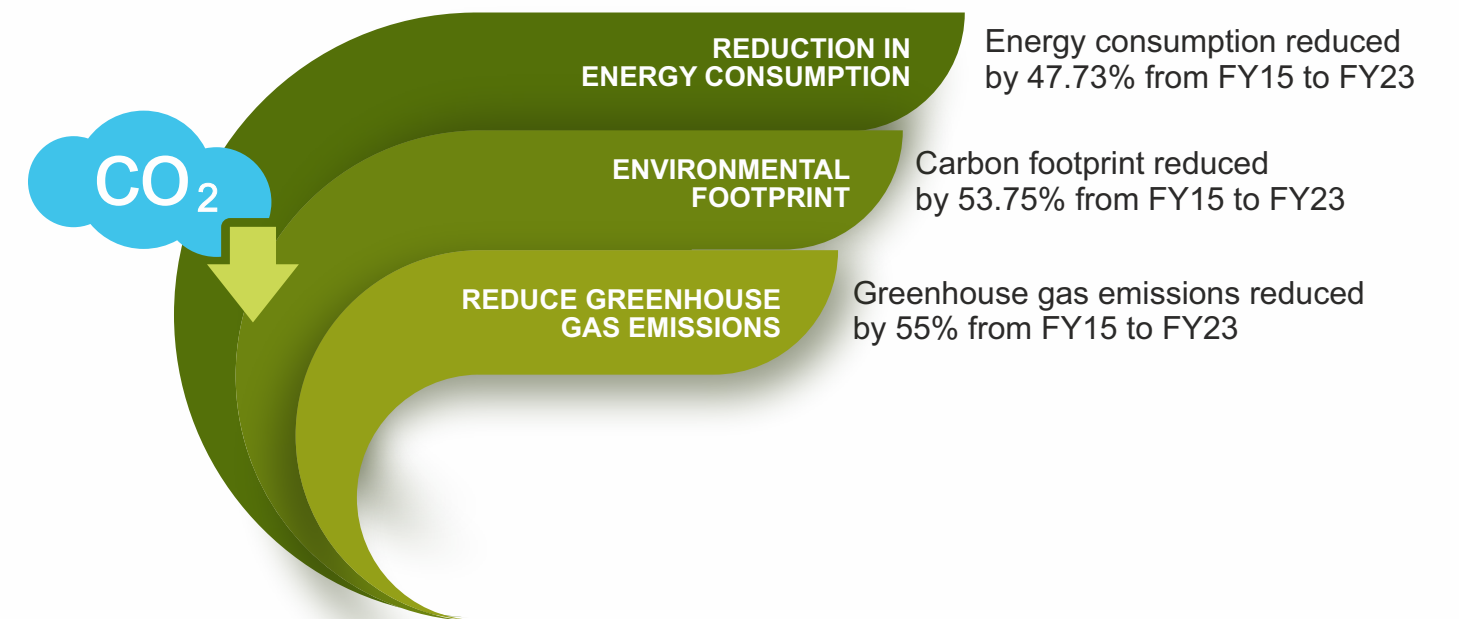 REDUCTION IN
ENERGY CONSUMPTION
Energy consumption reduced
by 47.73% from FY15 to FY23
CO₂
ENVIRONMENTAL
FOOTPRINT
Carbon footprint reduced
by 53.75% from FY15 to FY23
REDUCE GREENHOUSE
GAS EMISSIONS
Greenhouse gas emissions reduced
by 55% from FY15 to FY23